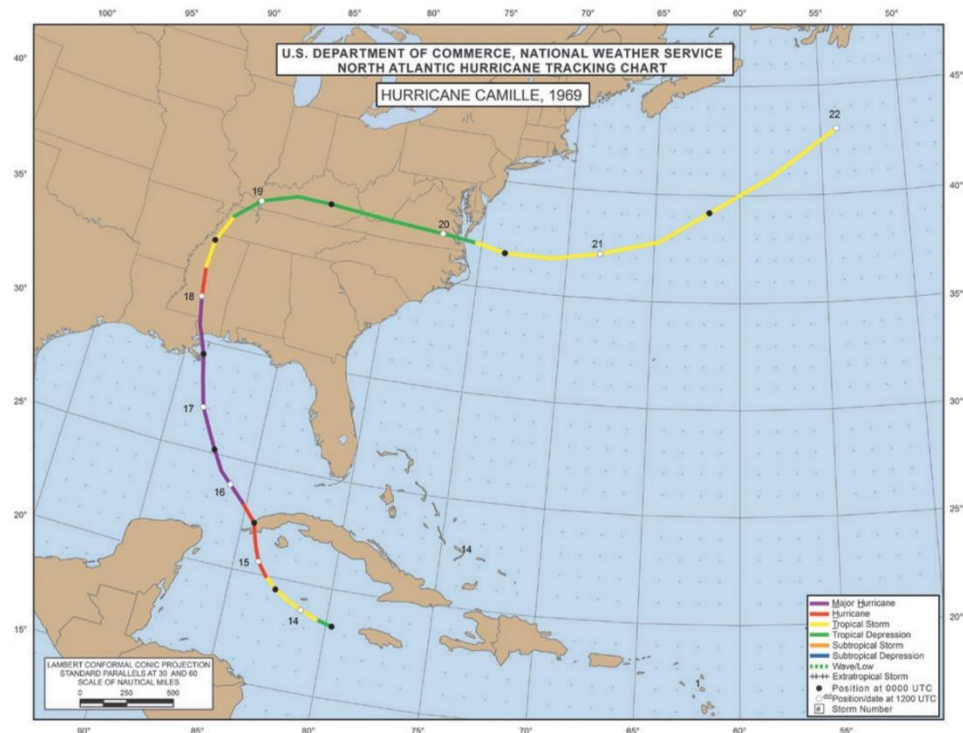 100°
95°
90°
85°
80°
75°
70°
65°
60°
55°
50°
U.S. DEPARTMENT OF COMMERCE, NATIONAL WEATHER SERVICE
NORTH ATLANTIC HURRICANE TRACKING CHART
HURRICANE CAMILLE, 1969
40°
45°
22
35°
40°
19
20
21
30°
35°
18
25°
30°
17
16
20°
25°
14
15
20°
14
15°
1
Major Hurricane
Hurricane
Tropical Storm
Tropical Depression
Subtropical Storm
Subtropical Depression
Wave/Low
Extratropical Storm
Position at 0000 UTC
dd Position/date at 1200 UTC
# Storm Number
LAMBERT CONFORMAL CONIC PROJECTION
STANDARD PARALLELS AT 30 AND 60
SCALE OF NAUTICAL MILES
0 250 500
90°
85°
80°
75°
70°
65°
60°
55°